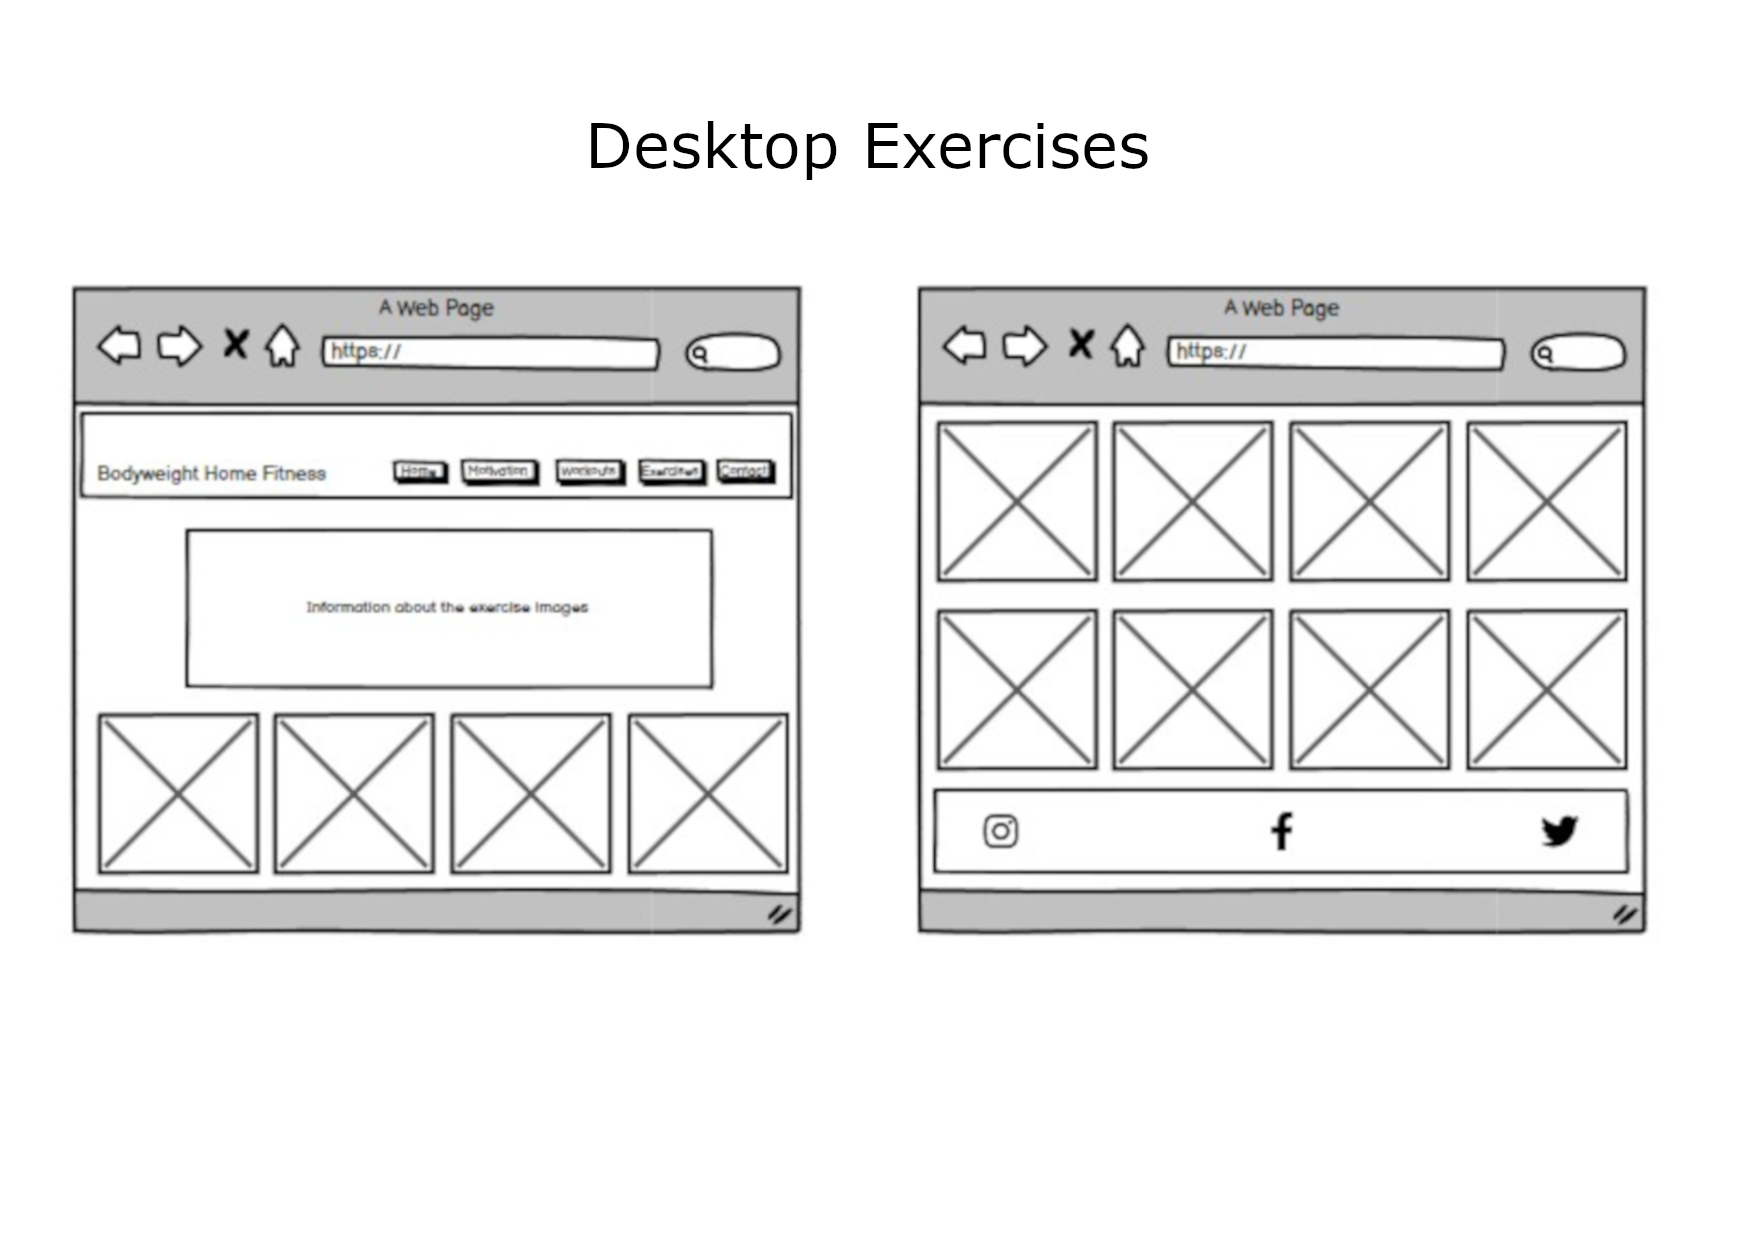 Desktop Exercises
A Web Page
https://
Bodyweight Home Fitness
Home Motivation Workouts Exercises Contact
Information about the exercise images
A Web Page
https://